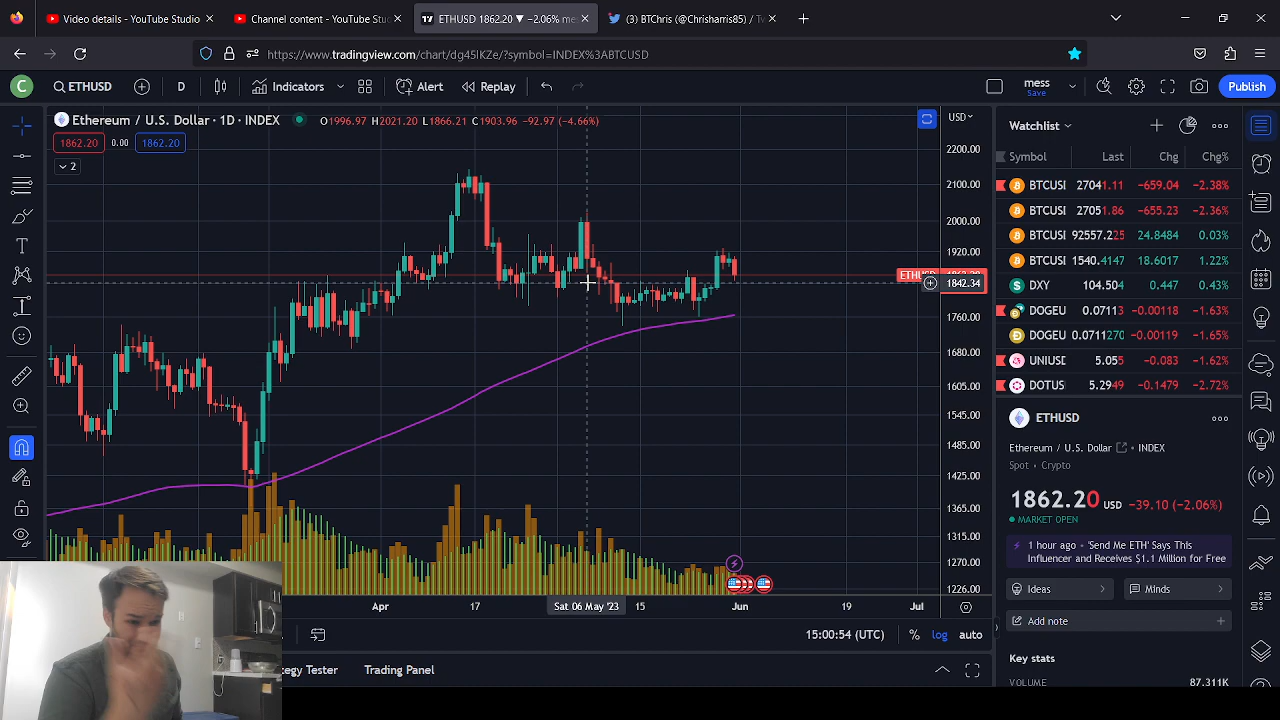 Video details - YouTube Studio
Channel content - YouTube Stu
ETHUSD 1862.20 ▼ −2.06% me
(3) BTChris (@Chrisharris85) / Tw
https://www.tradingview.com/chart/dg45lKZe/?symbol=INDEX%3ABTCUSD
C
ETHUSD
D
Indicators
Alert
Replay
mess
Save
Publish
Ethereum / U.S. Dollar · 1D · INDEX
O1996.97 H2021.20 L1866.21 C1903.96 −92.97 (−4.66%)
USD
1862.20
0.00
1862.20
2
2200.00
2100.00
2000.00
1920.00
ETHUSD
1842.34
1760.00
1680.00
1605.00
1545.00
1485.00
1425.00
1365.00
1315.00
1270.00
1226.00
Apr
17
Sat 06 May '23
15
Jun
19
Jul
15:00:54 (UTC)
%
log
auto
tegy Tester
Trading Panel
Watchlist
Symbol Last Chg Chg%
BTCUSI 27041.11 −659.04 −2.38%
BTCUSI 27051.86 −655.23 −2.36%
BTCUSI 92557.225 24.8484 0.03%
BTCUSI 1540.4147 18.6017 1.22%
DXY 104.504 0.447 0.43%
DOGEU 0.0711 −0.00118 −1.63%
DOGEU 0.0711270 −0.00119 −1.65%
UNIUSE 5.055 −0.083 −1.62%
DOTUS 5.2949 −0.1479 −2.72%
ETHUSD
Ethereum / U.S. Dollar INDEX
Spot • Crypto
1862.20 USD −39.10 (−2.06%)
MARKET OPEN
1 hour ago • 'Send Me ETH' Says This
Influencer and Receives $1.1 Million for Free
Ideas
Minds
Add note
Key stats
VOLUME 87.311K